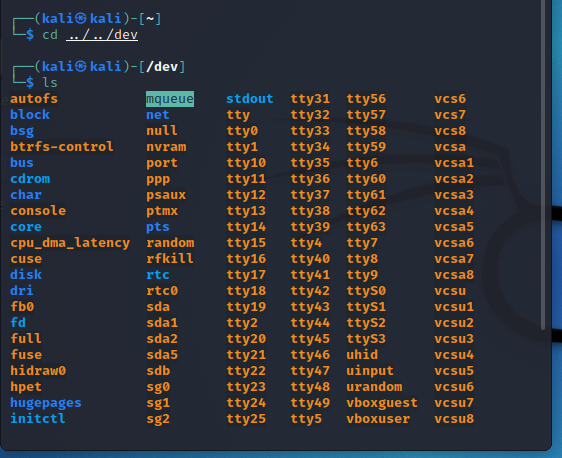 ┌──(kali㉿kali)-[~]
└─$ cd ../../dev
┌──(kali㉿kali)-[/dev]
└─$ ls
autofs mqueue stdout tty31 tty56 vcs6
block net tty tty32 tty57 vcs7
bsg null tty0 tty33 tty58 vcs8
btrfs-control nvram tty1 tty34 tty59 vcsa
bus port tty10 tty35 tty6 vcsa1
cdrom ppp tty11 tty36 tty60 vcsa2
char psaux tty12 tty37 tty61 vcsa3
console ptmx tty13 tty38 tty62 vcsa4
core pts tty14 tty39 tty63 vcsa5
cpu_dma_latency random tty15 tty4 tty7 vcsa6
cuse rfkill tty16 tty40 tty8 vcsa7
disk rtc tty17 tty41 tty9 vcsa8
dri rtc0 tty18 tty42 ttyS0 vcsu
fb0 sda tty19 tty43 ttyS1 vcsu1
fd sda1 tty2 tty44 ttyS2 vcsu2
full sda2 tty20 tty45 ttyS3 vcsu3
fuse sda5 tty21 tty46 uhid vcsu4
hidraw0 sdb tty22 tty47 uinput vcsu5
hpet sg0 tty23 tty48 urandom vcsu6
hugepages sg1 tty24 tty49 vboxguest vcsu7
initctl sg2 tty25 tty5 vboxuser vcsu8